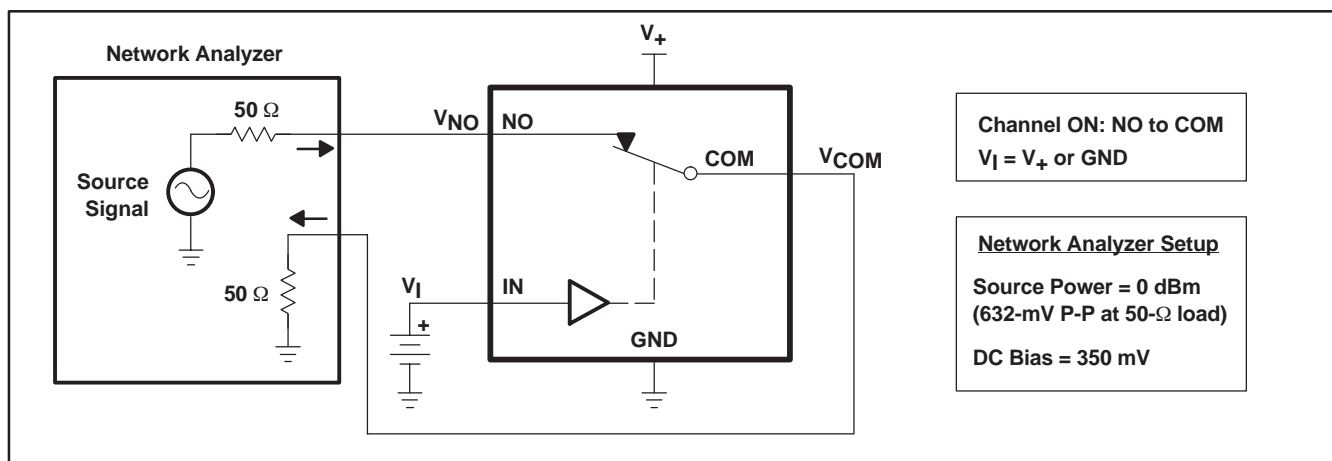 Network Analyzer
50 Ω
Source
Signal
50 Ω
V+
VNO
NO
COM
VCOM
VI
IN
+
GND
Channel ON: NO to COM
VI = V+ or GND
Network Analyzer Setup
Source Power = 0 dBm
(632-mV P-P at 50-Ω load)
DC Bias = 350 mV